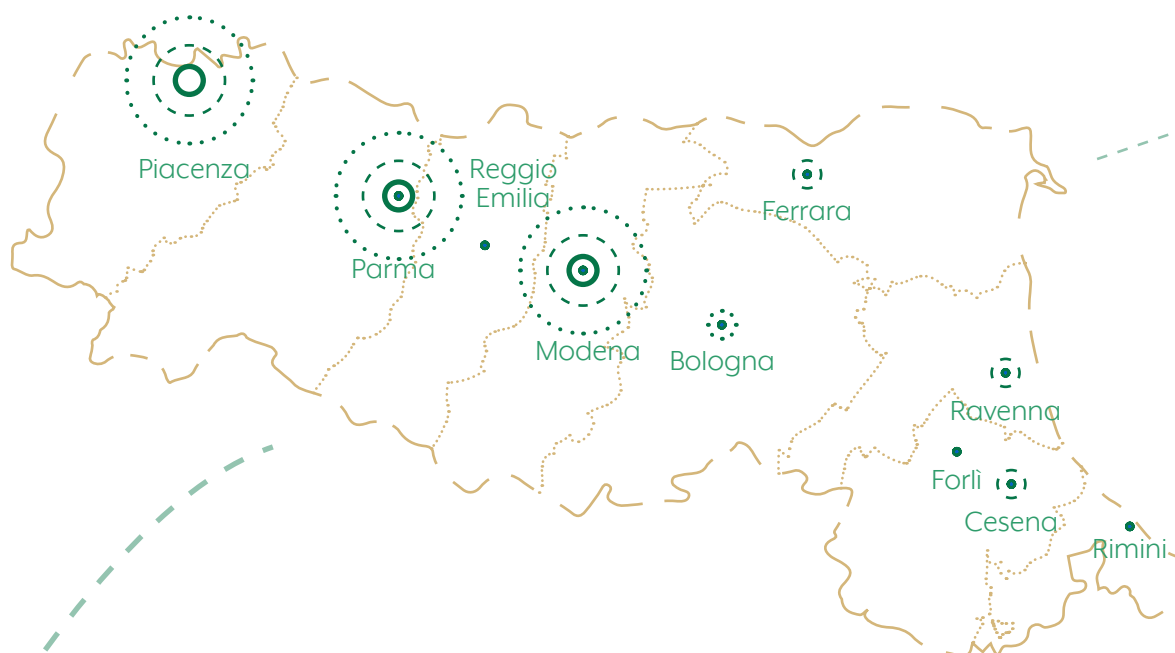 Piacenza
Reggio
Emilia
Ferrara
Parma
Modena
Bologna
Ravenna
Forlì
Cesena
Rimini